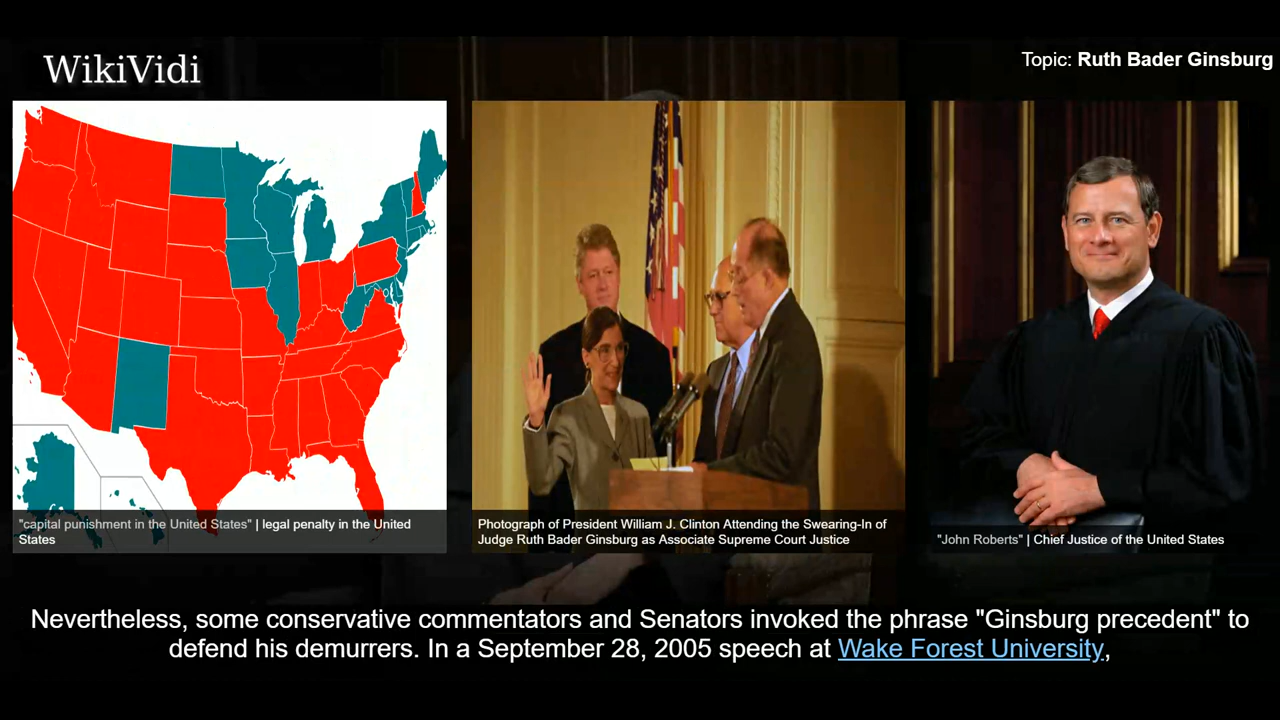 WikiVidi
Topic: Ruth Bader Ginsburg
"capital punishment in the United States" | legal penalty in the United
States
Photograph of President William J. Clinton Attending the Swearing-In of
Judge Ruth Bader Ginsburg as Associate Supreme Court Justice
"John Roberts" | Chief Justice of the United States
Nevertheless, some conservative commentators and Senators invoked the phrase "Ginsburg precedent" to
defend his demurrers. In a September 28, 2005 speech at Wake Forest University,